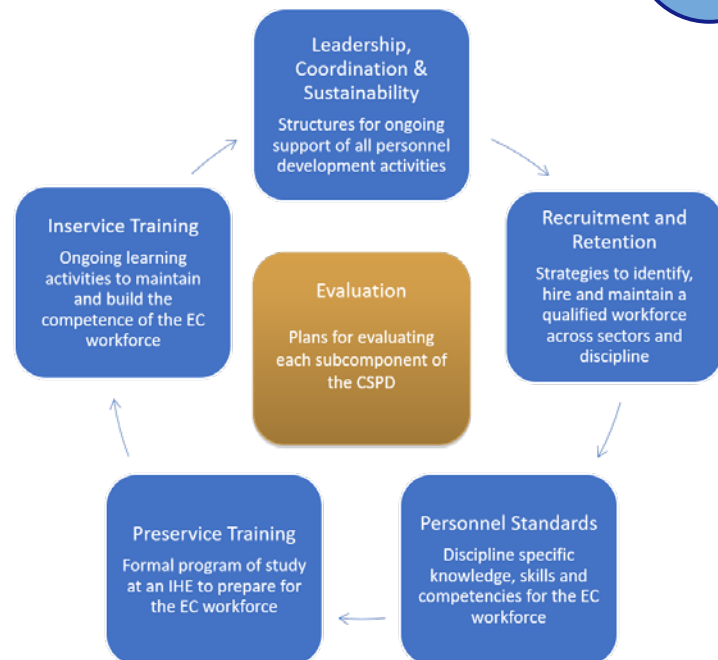 Leadership,
Coordination &
Sustainability
Structures for ongoing
support of all personnel
development activities
Recruitment and
Retention
Strategies to identify,
hire and maintain a
qualified workforce
across sectors and
discipline
Personnel Standards
Discipline specific
knowledge, skills and
competencies for the EC
workforce
Preservice Training
Formal program of study
at an IHE to prepare for
the EC workforce
Inservice Training
Ongoing learning
activities to maintain
and build the
competence of the EC
workforce
Evaluation
Plans for evaluating
each subcomponent of
the CSPD